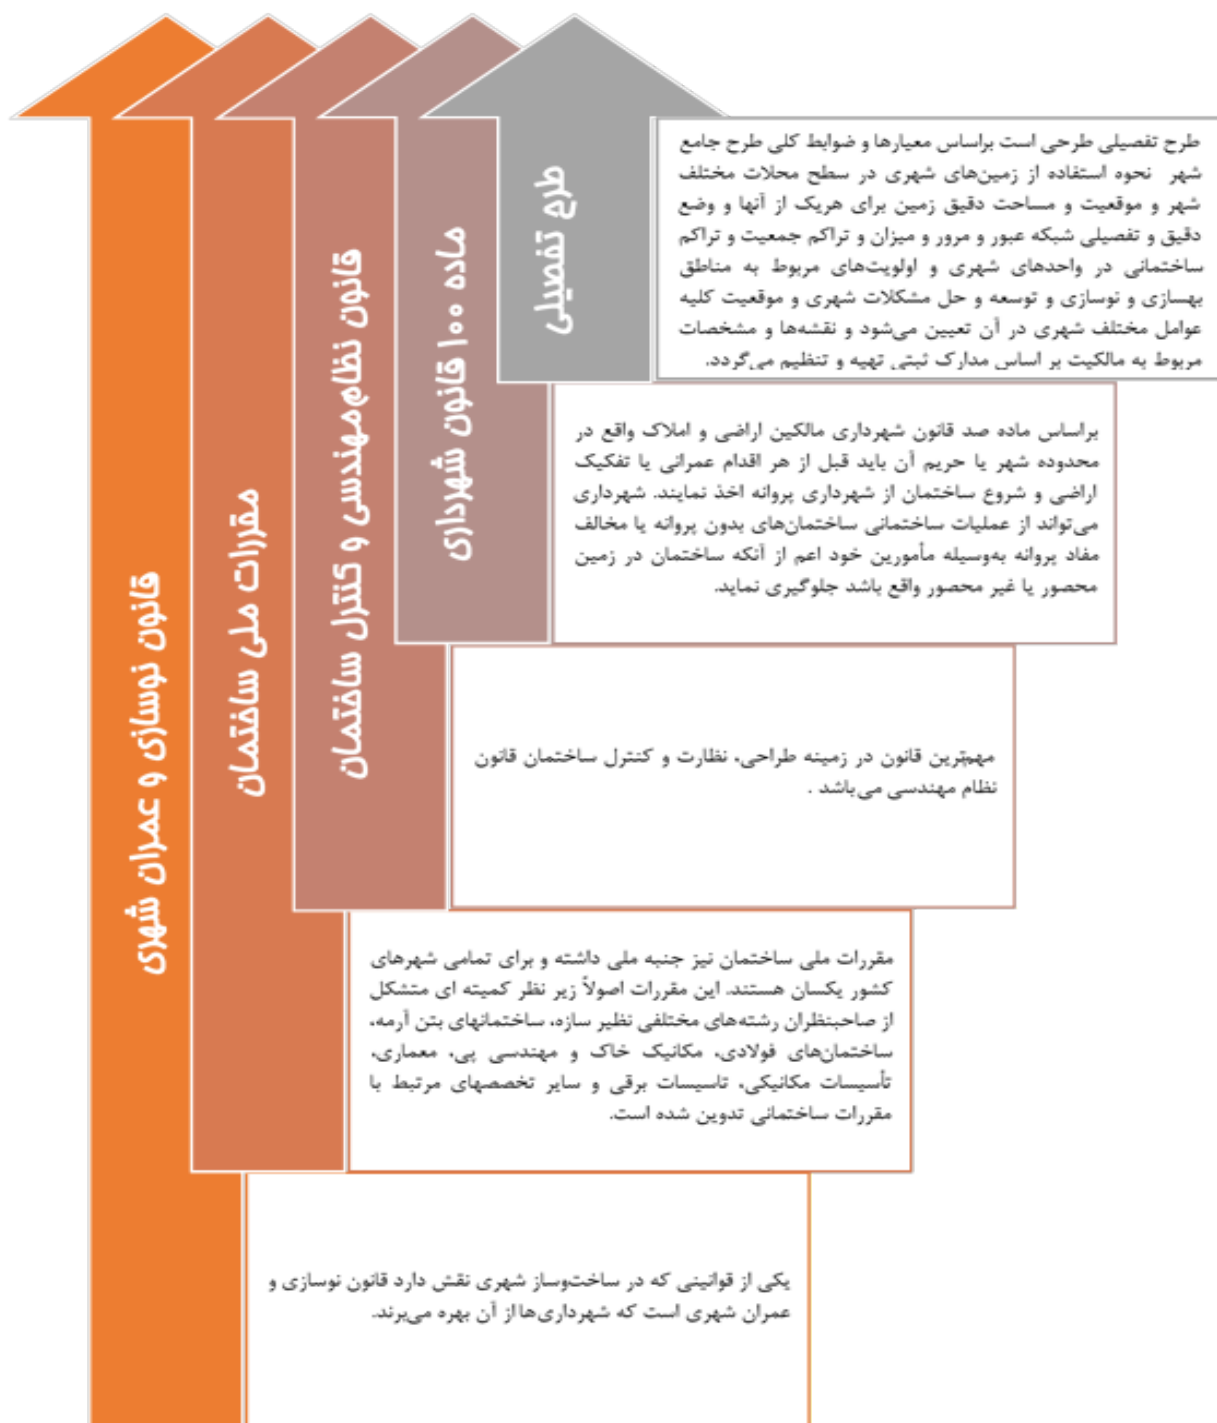 طرح تفصیلی
طرح تفصیلی طرحی است براساس معیارها و ضوابط کلی طرح جامع
شهر نحوه استفاده از زمین‌های شهری در سطح محلات مختلف
شهر و موقعیت و مساحت دقیق زمین برای هریک از آنها و وضع
دقیق و تفصیلی شبکه عبور و مرور و میزان و تراکم جمعیت و تراکم
ساختمانی در واحدهای شهری و اولویت‌های مربوط به مناطق
بهسازی و نوسازی و توسعه و حل مشکلات شهری و موقعیت کلیه
عوامل مختلف شهری در آن تعیین می‌شود و نقشه‌ها و مشخصات
مربوط به مالکیت بر اساس مدارک ثبتی تهیه و تنظیم می‌گردد.
ماده ۱۰۰ قانون شهرداری
براساس ماده صد قانون شهرداری مالکین اراضی و املاک واقع در
محدوده شهر یا حریم آن باید قبل از هر اقدام عمرانی یا تفکیک
اراضی و شروع ساختمان از شهرداری پروانه اخذ نمایند. شهرداری
می‌تواند از عملیات ساختمانی ساختمان‌های بدون پروانه یا مخالف
مفاد پروانه به‌وسیله مأمورین خود اعم از آنکه ساختمان در زمین
محصور یا غیر محصور واقع باشد جلوگیری نماید.
قانون نظام‌مهندسی و کنترل ساختمان
مهم‌ترین قانون در زمینه طراحی، نظارت و کنترل ساختمان قانون
نظام مهندسی می‌باشد .
مقررات ملی ساختمان
مقررات ملی ساختمان نیز جنبه ملی داشته و برای تمامی شهرهای
کشور یکسان هستند. این مقررات اصولاً زیر نظر کمیته ای متشکل
از صاحبنظران رشته‌های مختلفی نظیر سازه، ساختمانهای بتن آرمه،
ساختمان‌های فولادی، مکانیک خاک و مهندسی پی، معماری،
تأسیسات مکانیکی، تاسیسات برقی و سایر تخصصهای مرتبط با
مقررات ساختمانی تدوین شده است.
قانون نوسازی و عمران شهری
یکی از قوانینی که در ساخت‌وساز شهری نقش دارد قانون نوسازی و
عمران شهری است که شهرداری‌ها از آن بهره می‌برند.